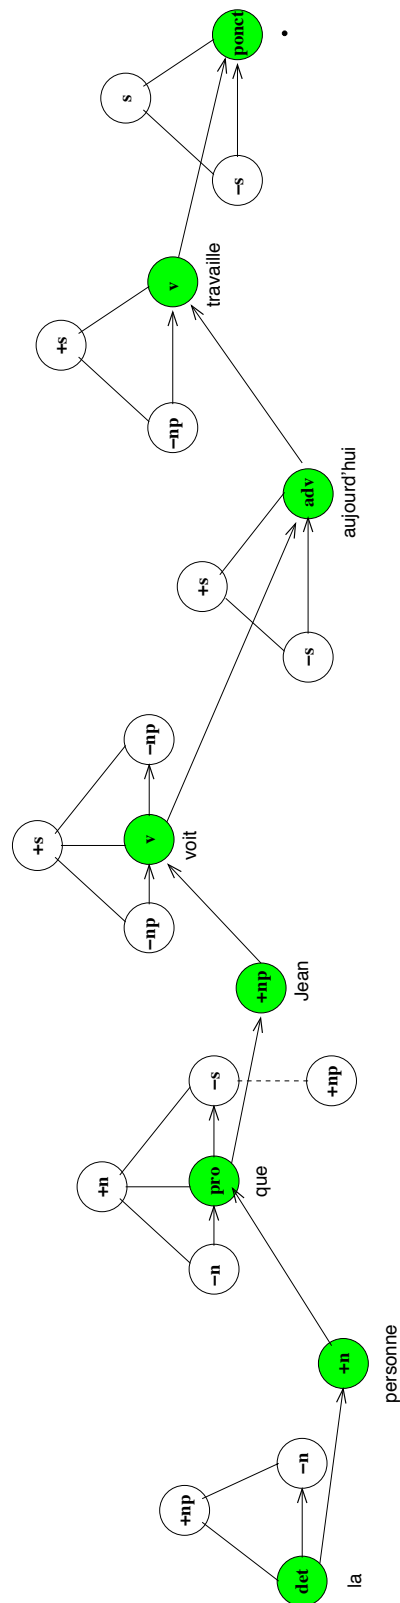 +np
det
−n
la
+n
personne
+n
−n
pro
−s
que
+np
+np
Jean
+s
−np
v
−np
voit
+s
−s
adv
aujourd'hui
+s
−np
v
travaille
s
−s
ponct
.